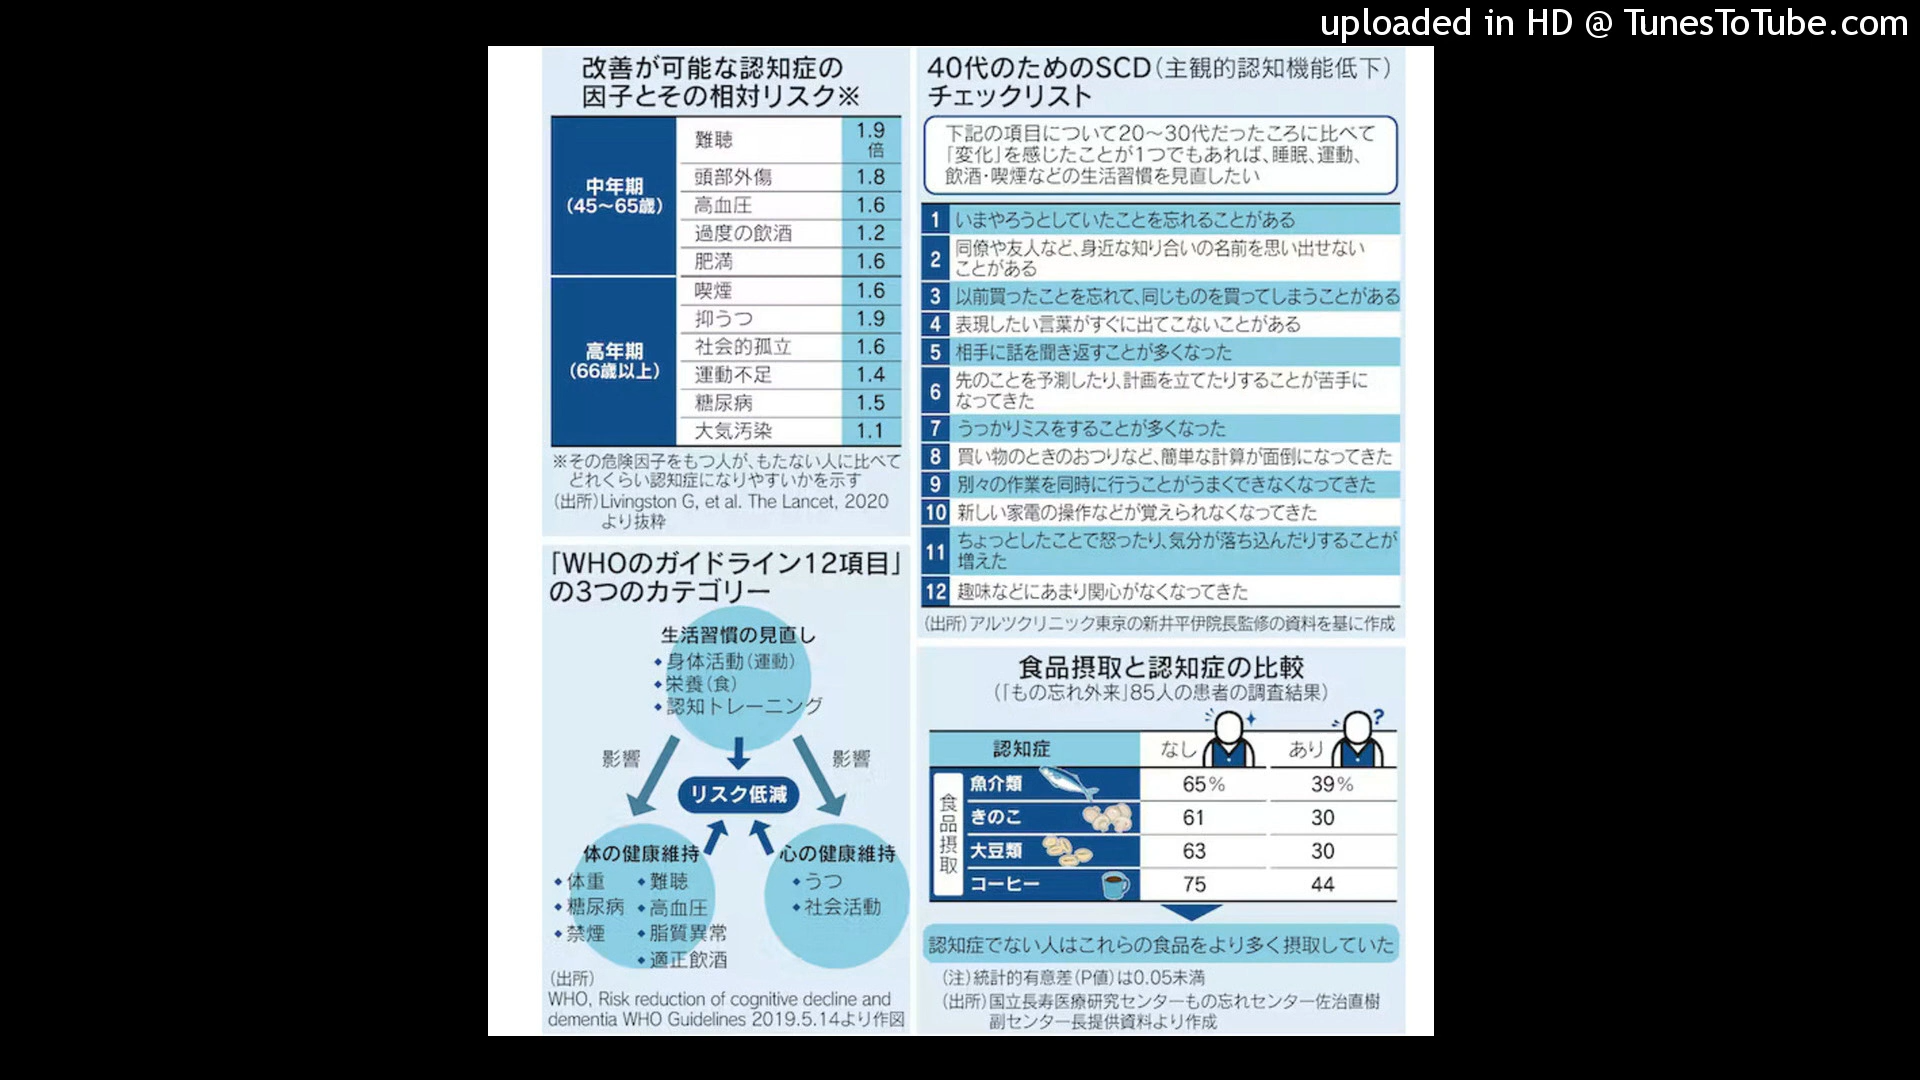 uploaded in HD @ TunesToTube.com
改善が可能な認知症の
因子とその相対リスク※
中年期
(45〜65歳)
難聴 1.9倍
頭部外傷 1.8
高血圧 1.6
過度の飲酒 1.2
肥満 1.6
高年期
(66歳以上)
喫煙 1.6
抑うつ 1.9
社会的孤立 1.6
運動不足 1.4
糖尿病 1.5
大気汚染 1.1
※その危険因子をもつ人が、もたない人に比べて
どれくらい認知症になりやすいかを示す
(出所)Livingston G, et al. The Lancet, 2020
より抜粋
「WHOのガイドライン12項目」
の3つのカテゴリー
生活習慣の見直し
◆身体活動(運動)
◆栄養(食)
◆認知トレーニング
影響
影響
リスク低減
体の健康維持
◆体重 ◆難聴
◆糖尿病 ◆高血圧
◆禁煙 ◆脂質異常
◆適正飲酒
心の健康維持
◆うつ
◆社会活動
(出所)
WHO, Risk reduction of cognitive decline and
dementia WHO Guidelines 2019.5.14より作図
40代のためのSCD(主観的認知機能低下)
チェックリスト
下記の項目について20〜30代だったころに比べて
「変化」を感じたことが1つでもあれば、睡眠、運動、
飲酒・喫煙などの生活習慣を見直したい
1 いまやろうとしていたことを忘れることがある
2 同僚や友人など、身近な知り合いの名前を思い出せない
ことがある
3 以前買ったことを忘れて、同じものを買ってしまうことがある
4 表現したい言葉がすぐに出てこないことがある
5 相手に話を聞き返すことが多くなった
6 先のことを予測したり、計画を立てたりすることが苦手に
なってきた
7 うっかりミスをすることが多くなった
8 買い物のときのおつりなど、簡単な計算が面倒になってきた
9 別々の作業を同時に行うことがうまくできなくなってきた
10 新しい家電の操作などが覚えられなくなってきた
11 ちょっとしたことで怒ったり、気分が落ち込んだりすることが
増えた
12 趣味などにあまり関心がなくなってきた
(出所)アルツクリニック東京の新井平伊院長監修の資料を基に作成
食品摂取と認知症の比較
(「もの忘れ外来」85人の患者の調査結果)
認知症 なし あり ?
食品摂取
魚介類 65% 39%
きのこ 61 30
大豆類 63 30
コーヒー 75 44
認知症でない人はこれらの食品をより多く摂取していた
(注)統計的有意差(P値)は0.05未満
(出所)国立長寿医療研究センターもの忘れセンター佐治直樹
副センター長提供資料より作成